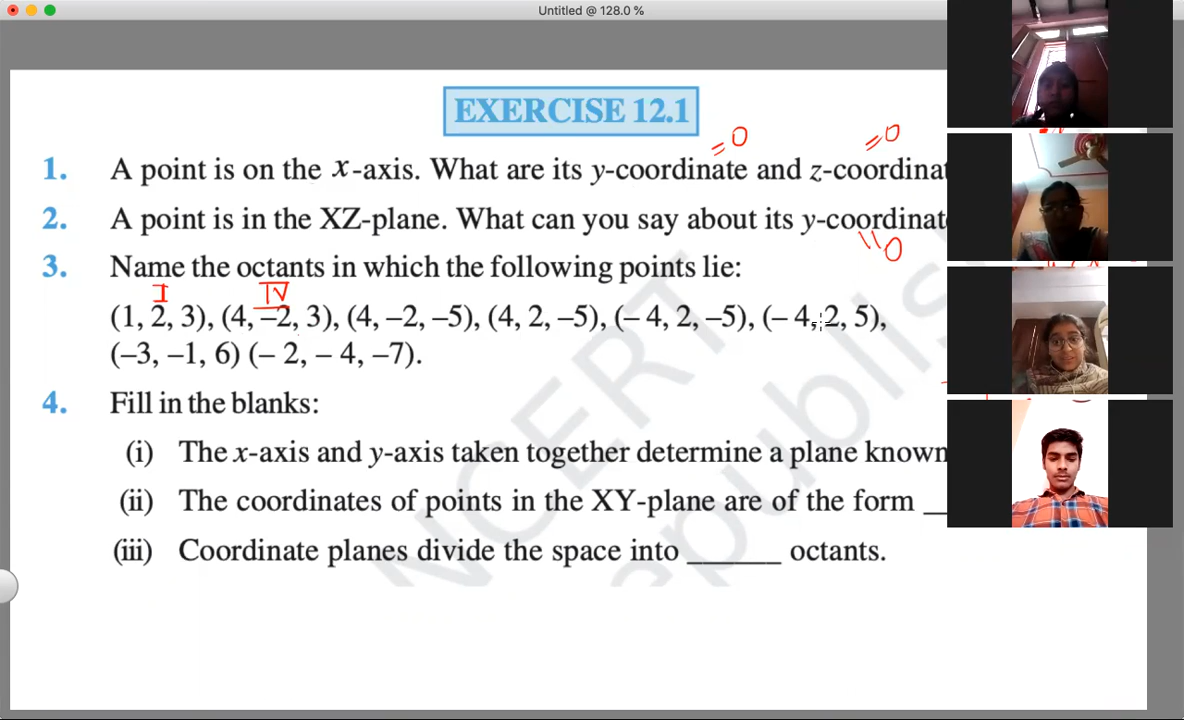 Untitled @ 128.0 %
EXERCISE 12.1
=0 =0
1. A point is on the x-axis. What are its y-coordinate and z-coordinat
2. A point is in the XZ-plane. What can you say about its y-coordinat
=0
3. Name the octants in which the following points lie:
I IV
(1, 2, 3), (4, –2, 3), (4, –2, –5), (4, 2, –5), (– 4, 2, –5), (– 4, 2, 5),
(–3, –1, 6) (– 2, – 4, –7).
4. Fill in the blanks:
(i) The x-axis and y-axis taken together determine a plane known
(ii) The coordinates of points in the XY-plane are of the form __
(iii) Coordinate planes divide the space into ______ octants.
NCERT
republis